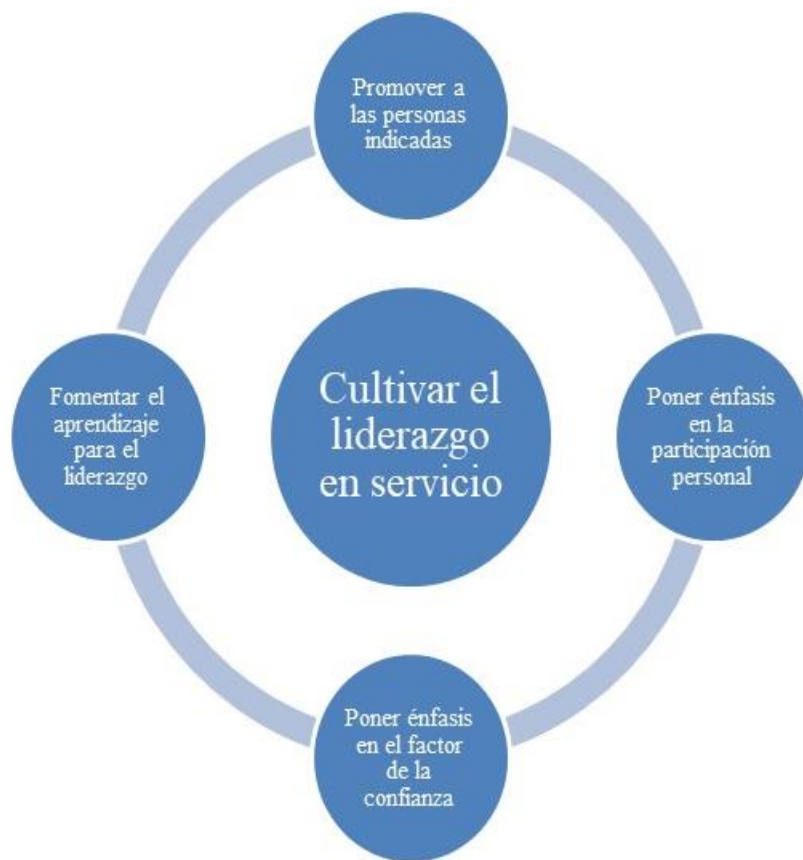 Promover a
las personas
indicadas
Fomentar el
aprendizaje
para el
liderazgo
Cultivar el
liderazgo
en servicio
Poner énfasis
en la
participación
personal
Poner énfasis
en el factor
de la
confianza